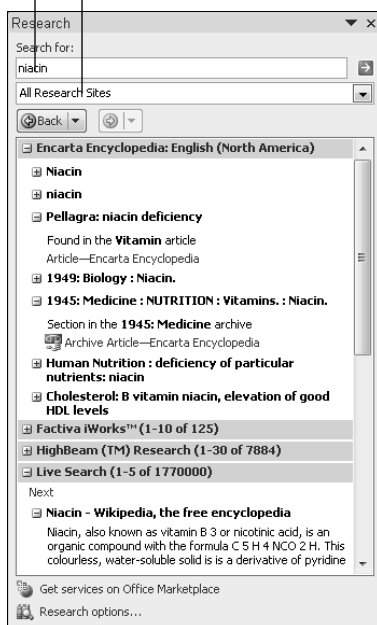 Research
Search for:
niacin
All Research Sites
Back
Encarta Encyclopedia: English (North America)
Niacin
niacin
Pellagra: niacin deficiency
Found in the Vitamin article
Article—Encarta Encyclopedia
1949: Biology : Niacin.
1945: Medicine : NUTRITION : Vitamins. : Niacin.
Section in the 1945: Medicine archive
Archive Article—Encarta Encyclopedia
Human Nutrition : deficiency of particular
nutrients: niacin
Cholesterol: B vitamin niacin, elevation of good
HDL levels
Factiva iWorks™ (1-10 of 125)
HighBeam (TM) Research (1-30 of 7884)
Live Search (1-5 of 1770000)
Next
Niacin - Wikipedia, the free encyclopedia
Niacin, also known as vitamin B 3 or nicotinic acid, is an
organic compound with the formula C 5 H 4 NCO 2 H. This
colourless, water-soluble solid is is a derivative of pyridine
Get services on Office Marketplace
Research options...